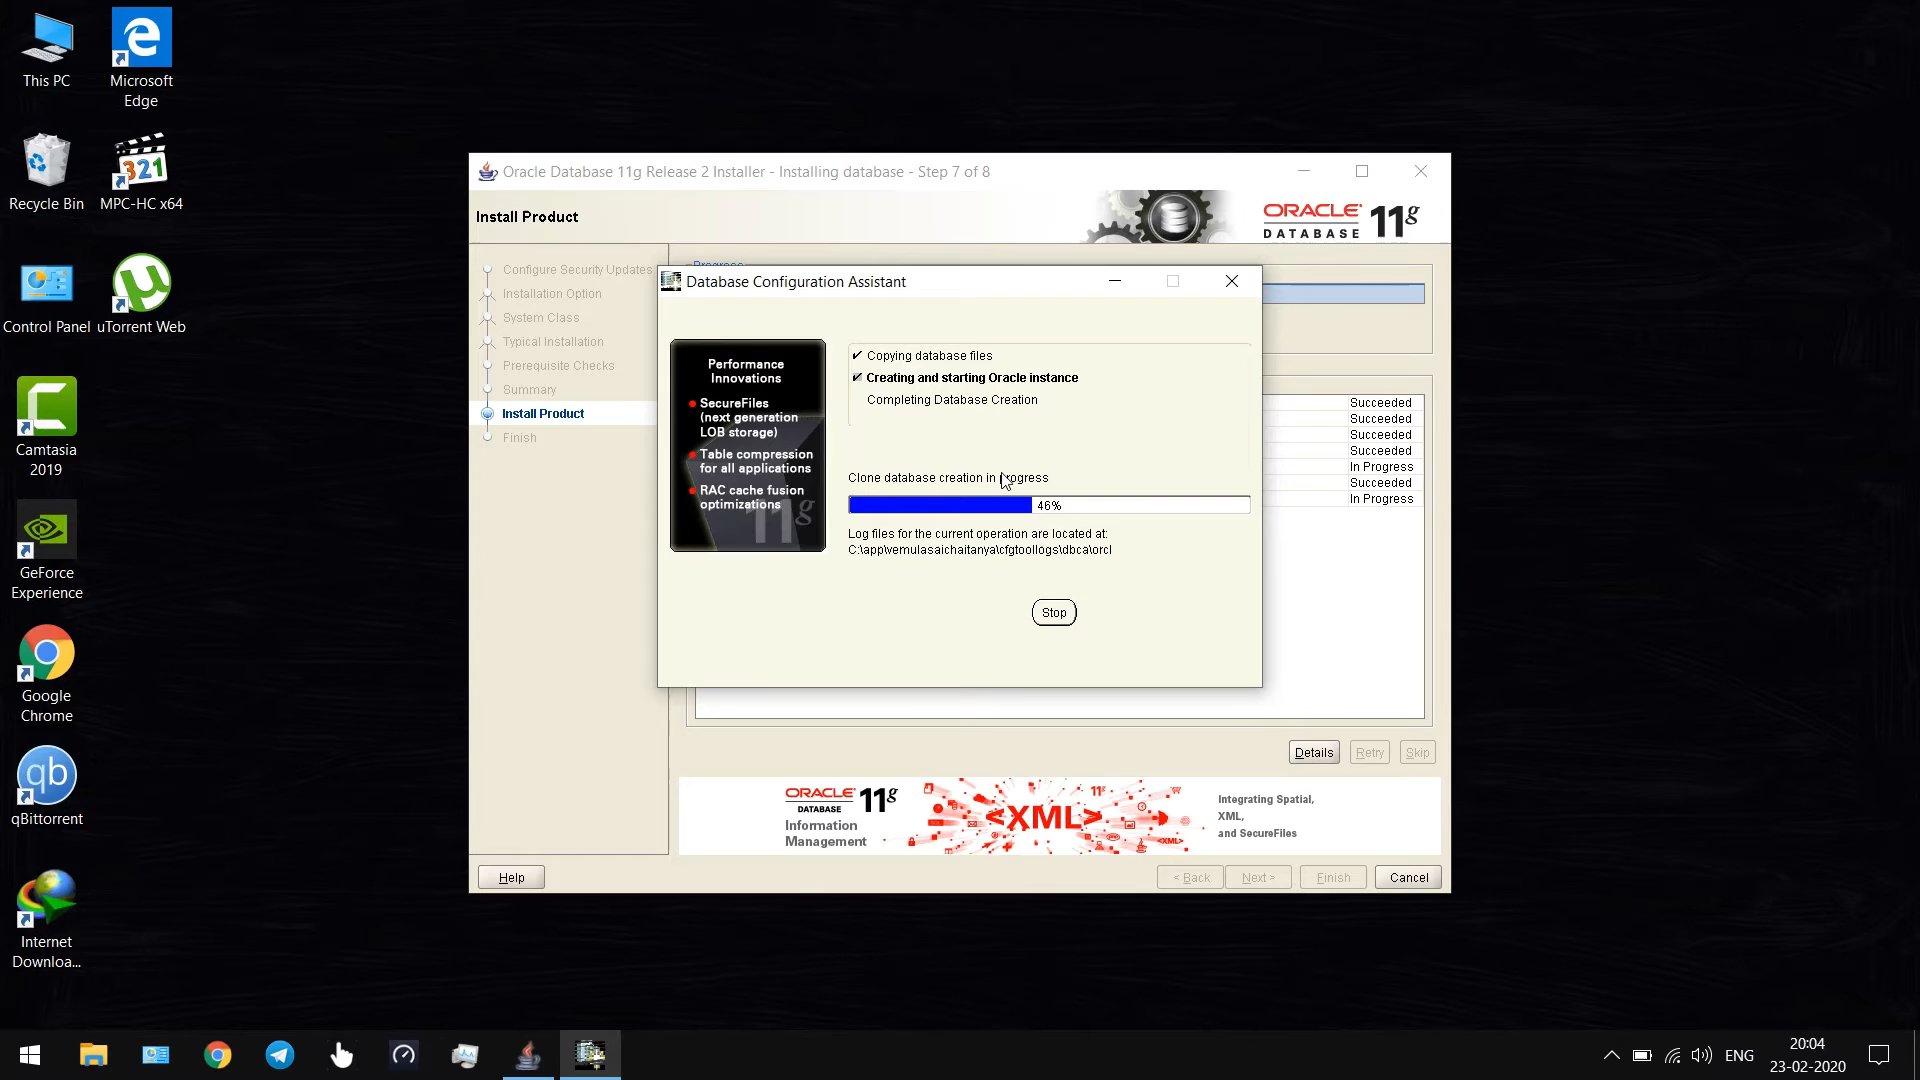 This PC
Microsoft
Edge
Recycle Bin
321
MPC-HC x64
Control Panel
uTorrent Web
Camtasia
2019
GeForce
Experience
Google
Chrome
qb
qBittorrent
Internet
Downloa...
Oracle Database 11g Release 2 Installer - Installing database - Step 7 of 8
Install Product
ORACLE
DATABASE
11g
Configure Security Updates
Installation Option
System Class
Typical Installation
Prerequisite Checks
Summary
Install Product
Finish
Progress
Database Configuration Assistant
Performance
Innovations
SecureFiles
(next generation
LOB storage)
Table compression
for all applications
RAC cache fusion
optimizations
11g
Copying database files
Creating and starting Oracle instance
Completing Database Creation
Clone database creation in progress
46%
Log files for the current operation are located at:
C:\app\vemulasaichaitanya\cfgtoollogs\dbca\orcl
Stop
Succeeded
Succeeded
Succeeded
Succeeded
In Progress
Succeeded
In Progress
Details
Retry
Skip
ORACLE
DATABASE
11g
Information
Management
<XML>
11g
<XML>
Integrating Spatial,
XML,
and SecureFiles
Help
< Back
Next >
Finish
Cancel
ENG
20:04
23-02-2020